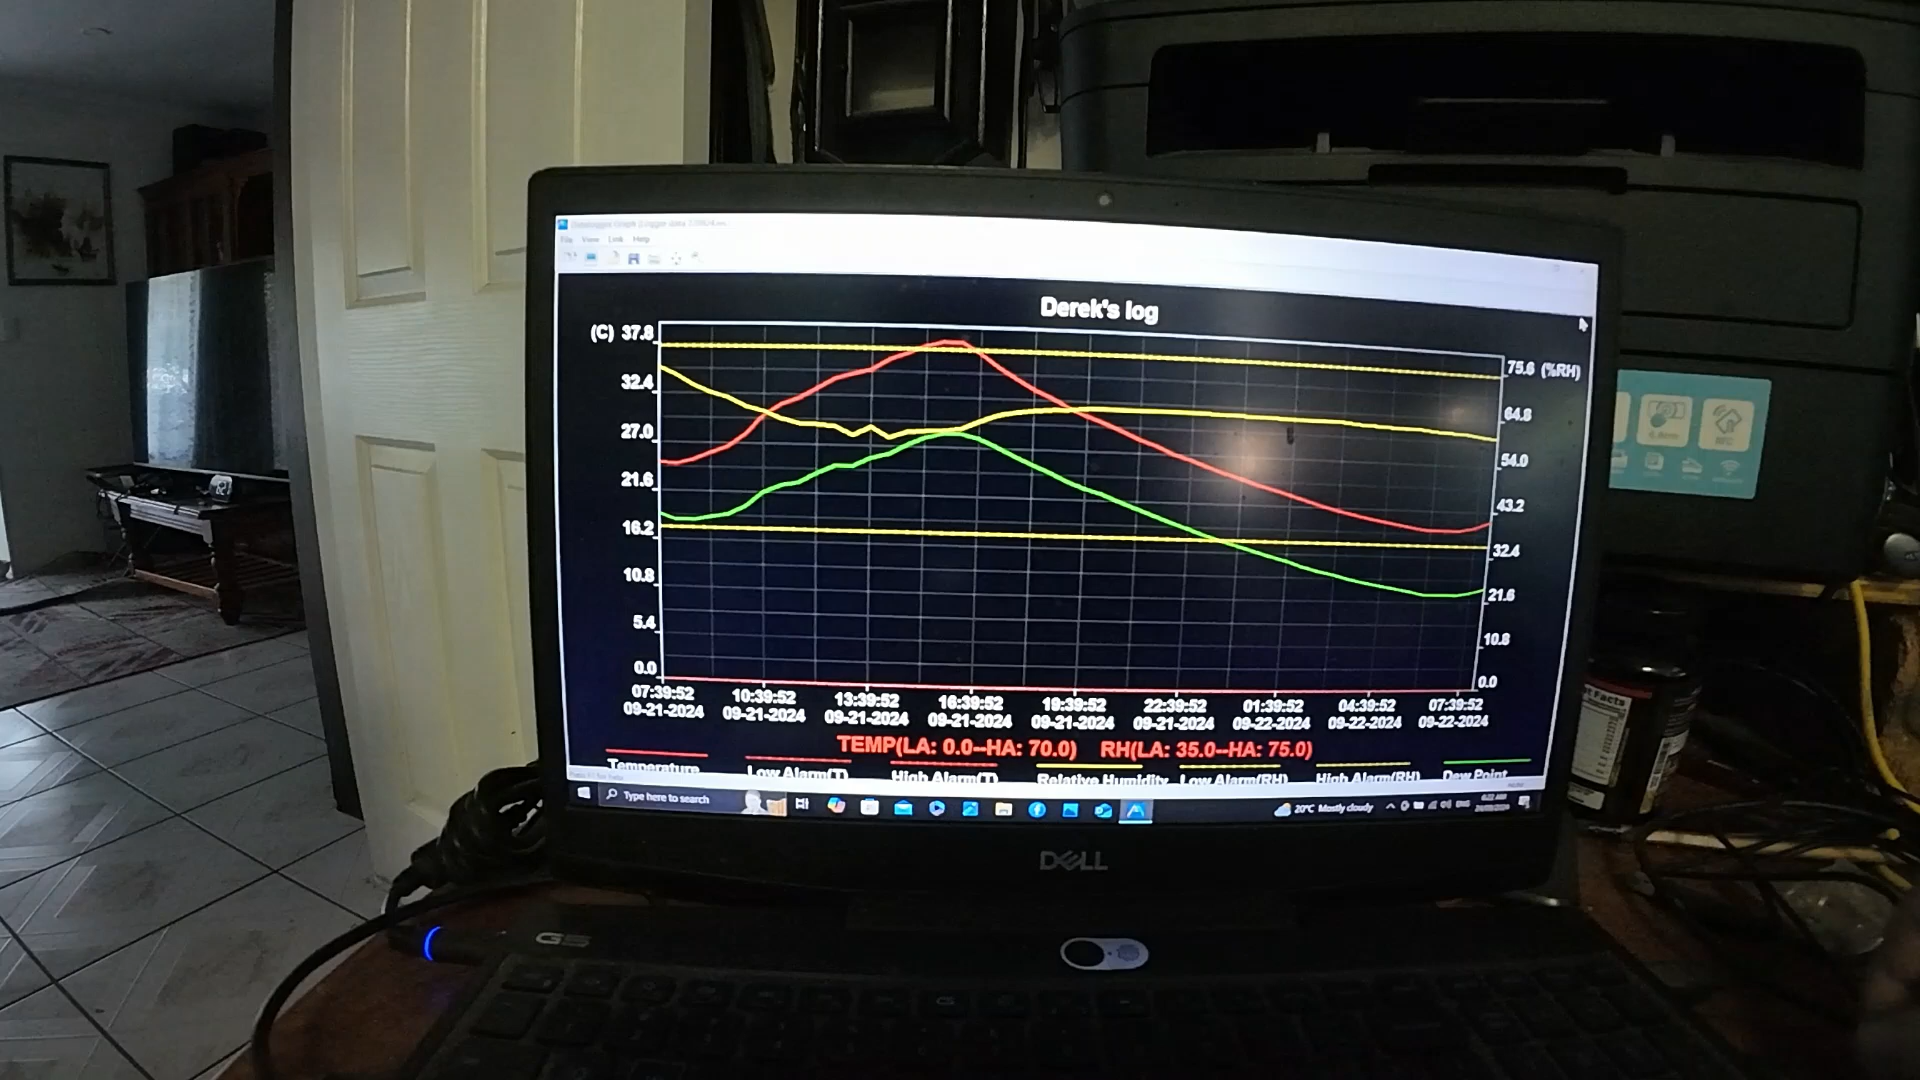 File View Link Help
Derek's log
(C) 37.8
32.4
27.0
21.6
16.2
10.8
5.4
0.0
75.6 (%RH)
64.8
54.0
43.2
32.4
21.6
10.8
0.0
07:39:52 10:39:52 13:39:52 16:39:52 19:39:52 22:39:52 01:39:52 04:39:52 07:39:52
09-21-2024 09-21-2024 09-21-2024 09-21-2024 09-21-2024 09-21-2024 09-22-2024 09-22-2024 09-22-2024
TEMP(LA: 0.0--HA: 70.0) RH(LA: 35.0--HA: 75.0)
Temperature Low Alarm(T) High Alarm(T) Relative Humidity Low Alarm(RH) High Alarm(RH) Dew Point
Type here to search
20°C Mostly cloudy
DELL
G5